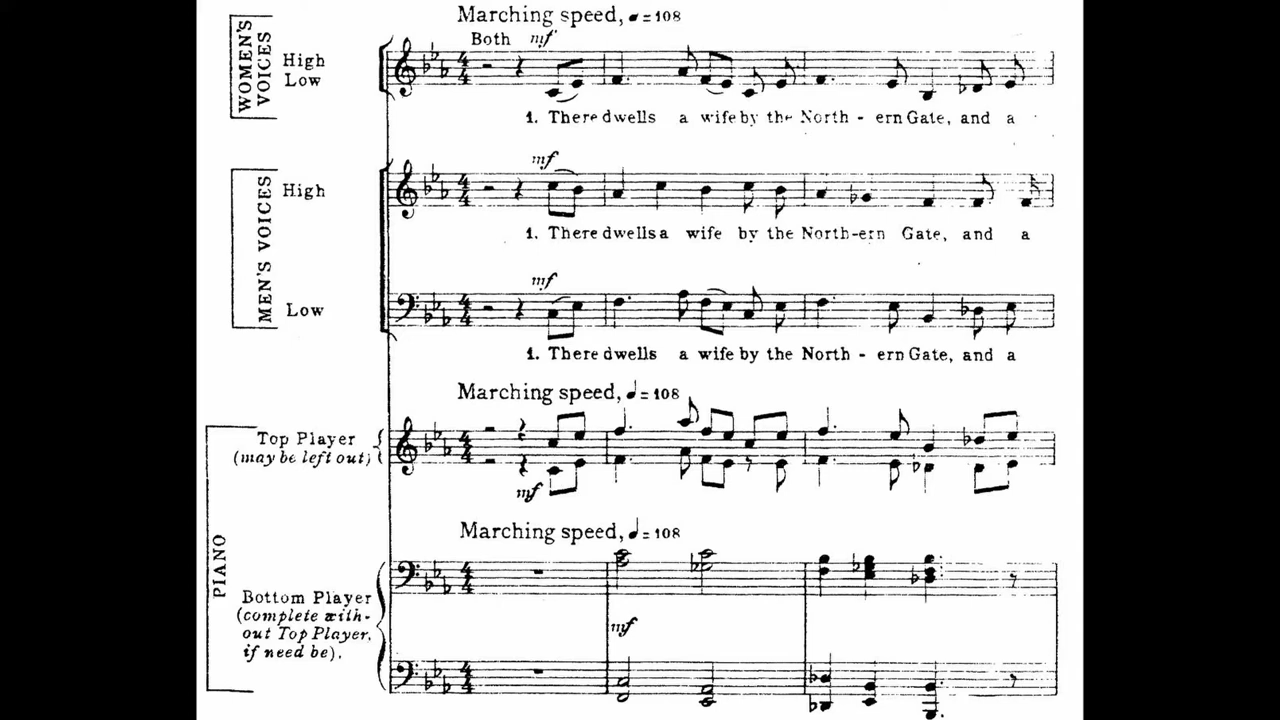 Marching speed, ♩= 108
Both mf
WOMEN'S VOICES
High
Low
1. There dwells a wife by the North - ern Gate, and a
mf
MEN'S VOICES
High
1. There dwells a wife by the North-ern Gate, and a
mf
Low
1. There dwells a wife by the North - ern Gate, and a
Marching speed, ♩= 108
Top Player
(may be left out)
mf
Marching speed, ♩= 108
PIANO
Bottom Player
(complete with-
out Top Player,
if need be).
mf